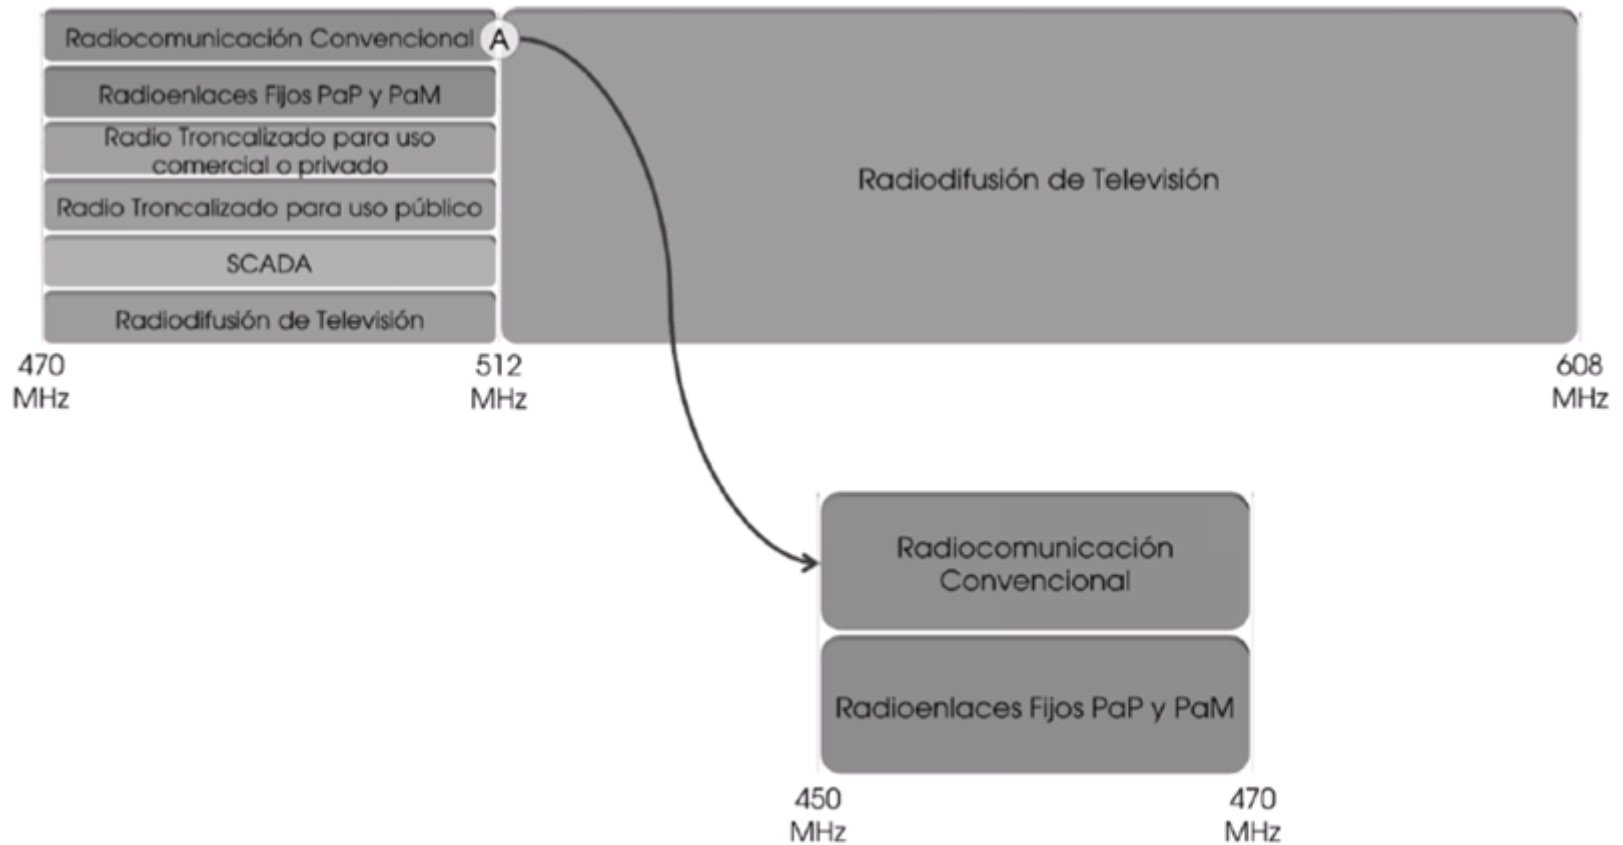 Radiocomunicación Convencional
A
Radioenlaces Fijos PaP y PaM
Radio Troncalizado para uso
comercial o privado
Radio Troncalizado para uso público
SCADA
Radiodifusión de Televisión
Radiodifusión de Televisión
470
MHz
512
MHz
608
MHz
Radiocomunicación
Convencional
Radioenlaces Fijos PaP y PaM
450
MHz
470
MHz